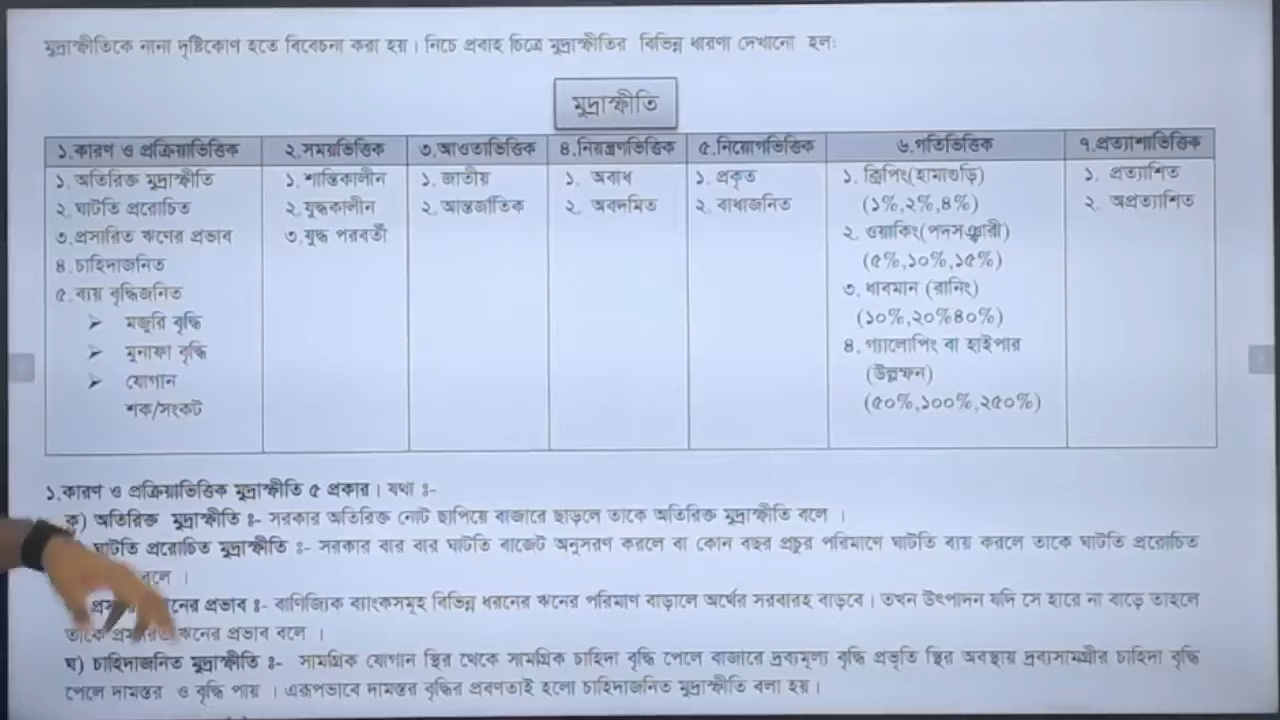 মুদ্রাস্ফীতিকে নানা দৃষ্টিকোণ হতে বিবেচনা করা হয়। নিচে প্রবাহ চিত্রে মুদ্রাস্ফীতির বিভিন্ন ধারণা দেখানো হলঃ
মুদ্রাস্ফীতি
১.কারণ ও প্রক্রিয়াভিত্তিক
১. অতিরিক্ত মুদ্রাস্ফীতি
২.ঘাটতি প্ররোচিত
৩.প্রসারিত ঋণের প্রভাব
৪.চাহিদাজনিত
৫.ব্যয় বৃদ্ধিজনিত
➢ মজুরি বৃদ্ধি
➢ মুনাফা বৃদ্ধি
➢ যোগান
শক/সংকট
২.সময়ভিত্তিক
১.শান্তিকালীন
২.যুদ্ধকালীন
৩.যুদ্ধ পরবর্তী
৩.আওতাভিত্তিক
১. জাতীয়
২. আন্তর্জাতিক
৪.নিয়ন্ত্রণভিত্তিক
১. অবাধ
২. অবদমিত
৫.নিয়োগভিত্তিক
১. প্রকৃত
২. বাধাজনিত
৬.গতিভিত্তিক
১. ক্রিপিং(হামাগুড়ি)
(১%,২%,৪%)
২. ওয়াকিং(পদসঞ্চারী)
(৫%,১০%,১৫%)
৩. ধাবমান (রানিং)
(১০%,২০%৪০%)
৪. গ্যালোপিং বা হাইপার
(উল্লম্ফন)
(৫০%,১০০%,২৫০%)
৭.প্রত্যাশাভিত্তিক
১. প্রত্যাশিত
২. অপ্রত্যাশিত
১.কারণ ও প্রক্রিয়াভিত্তিক মুদ্রাস্ফীতি ৫ প্রকার। যথা ঃ-
ক) অতিরিক্ত মুদ্রাস্ফীতি ঃ- সরকার অতিরিক্ত নোট ছাপিয়ে বাজারে ছাড়লে তাকে অতিরিক্ত মুদ্রাস্ফীতি বলে ।
ঘাটতি প্ররোচিত মুদ্রাস্ফীতি ঃ- সরকার বার বার ঘাটতি বাজেট অনুসরণ করলে বা কোন বছর প্রচুর পরিমাণে ঘাটতি ব্যয় করলে তাকে ঘাটতি প্ররোচিত
বলে ।
প্রভাব ঃ- বাণিজ্যিক ব্যাংকসমূহ বিভিন্ন ধরনের ঋনের পরিমাণ বাড়ালে অর্থের সরবারহ বাড়বে । তখন উৎপাদন যদি সে হারে না বাড়ে তাহলে
তাকে প্রসারিত ঋনের প্রভাব বলে ।
ঘ) চাহিদাজনিত মুদ্রাস্ফীতি ঃ- সামগ্রিক যোগান স্থির থেকে সামগ্রিক চাহিদা বৃদ্ধি পেলে বাজারে দ্রব্যমূল্য বৃদ্ধি প্রভৃতি স্থির অবস্থায় দ্রব্যসামগ্রীর চাহিদা বৃদ্ধি
পেলে দামস্তর ও বৃদ্ধি পায় । এরূপভাবে দামস্তর বৃদ্ধির প্রবণতাই হলো চাহিদাজনিত মুদ্রাস্ফীতি বলা হয়।